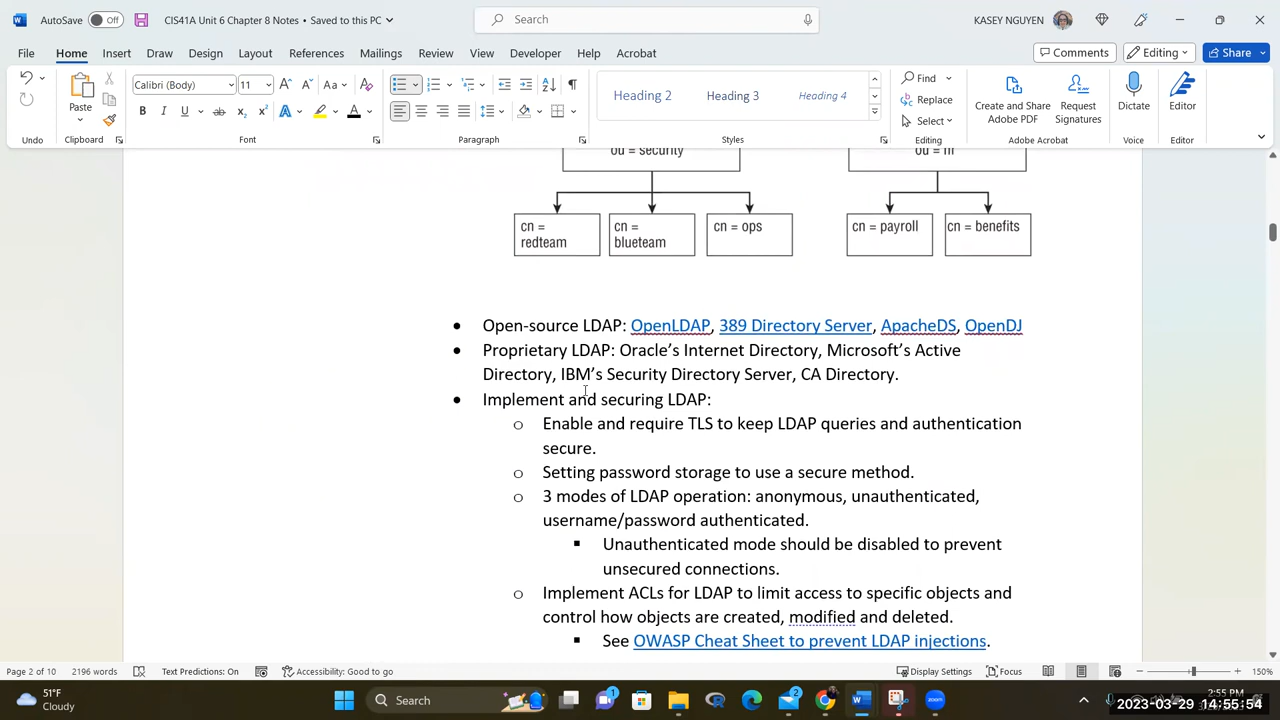 AutoSave Off CIS41A Unit 6 Chapter 8 Notes • Saved to this PC Search KASEY NGUYEN
File Home Insert Draw Design Layout References Mailings Review View Developer Help Acrobat Comments Editing Share
Calibri (Body) 11 Aa Find
Paste Heading 2 Heading 3 Heading 4 Replace Create and Share Adobe PDF Request Signatures Dictate Editor
B I U ab x₂ x² A A Select
Undo Clipboard Font Paragraph Styles Editing Adobe Acrobat Voice Editor
ou = security ou = hr
cn = redteam cn = blueteam cn = ops cn = payroll cn = benefits
• Open-source LDAP: OpenLDAP, 389 Directory Server, ApacheDS, OpenDJ
• Proprietary LDAP: Oracle’s Internet Directory, Microsoft’s Active
Directory, IBM’s Security Directory Server, CA Directory.
• Implement and securing LDAP:
o Enable and require TLS to keep LDAP queries and authentication
secure.
o Setting password storage to use a secure method.
o 3 modes of LDAP operation: anonymous, unauthenticated,
username/password authenticated.
▪ Unauthenticated mode should be disabled to prevent
unsecured connections.
o Implement ACLs for LDAP to limit access to specific objects and
control how objects are created, modified and deleted.
▪ See OWASP Cheat Sheet to prevent LDAP injections.
Page 2 of 10 2196 words Text Predictions: On Accessibility: Good to go Display Settings Focus 150%
51°F Search 2:55 PM
Cloudy 2023-03-29 14:55:54